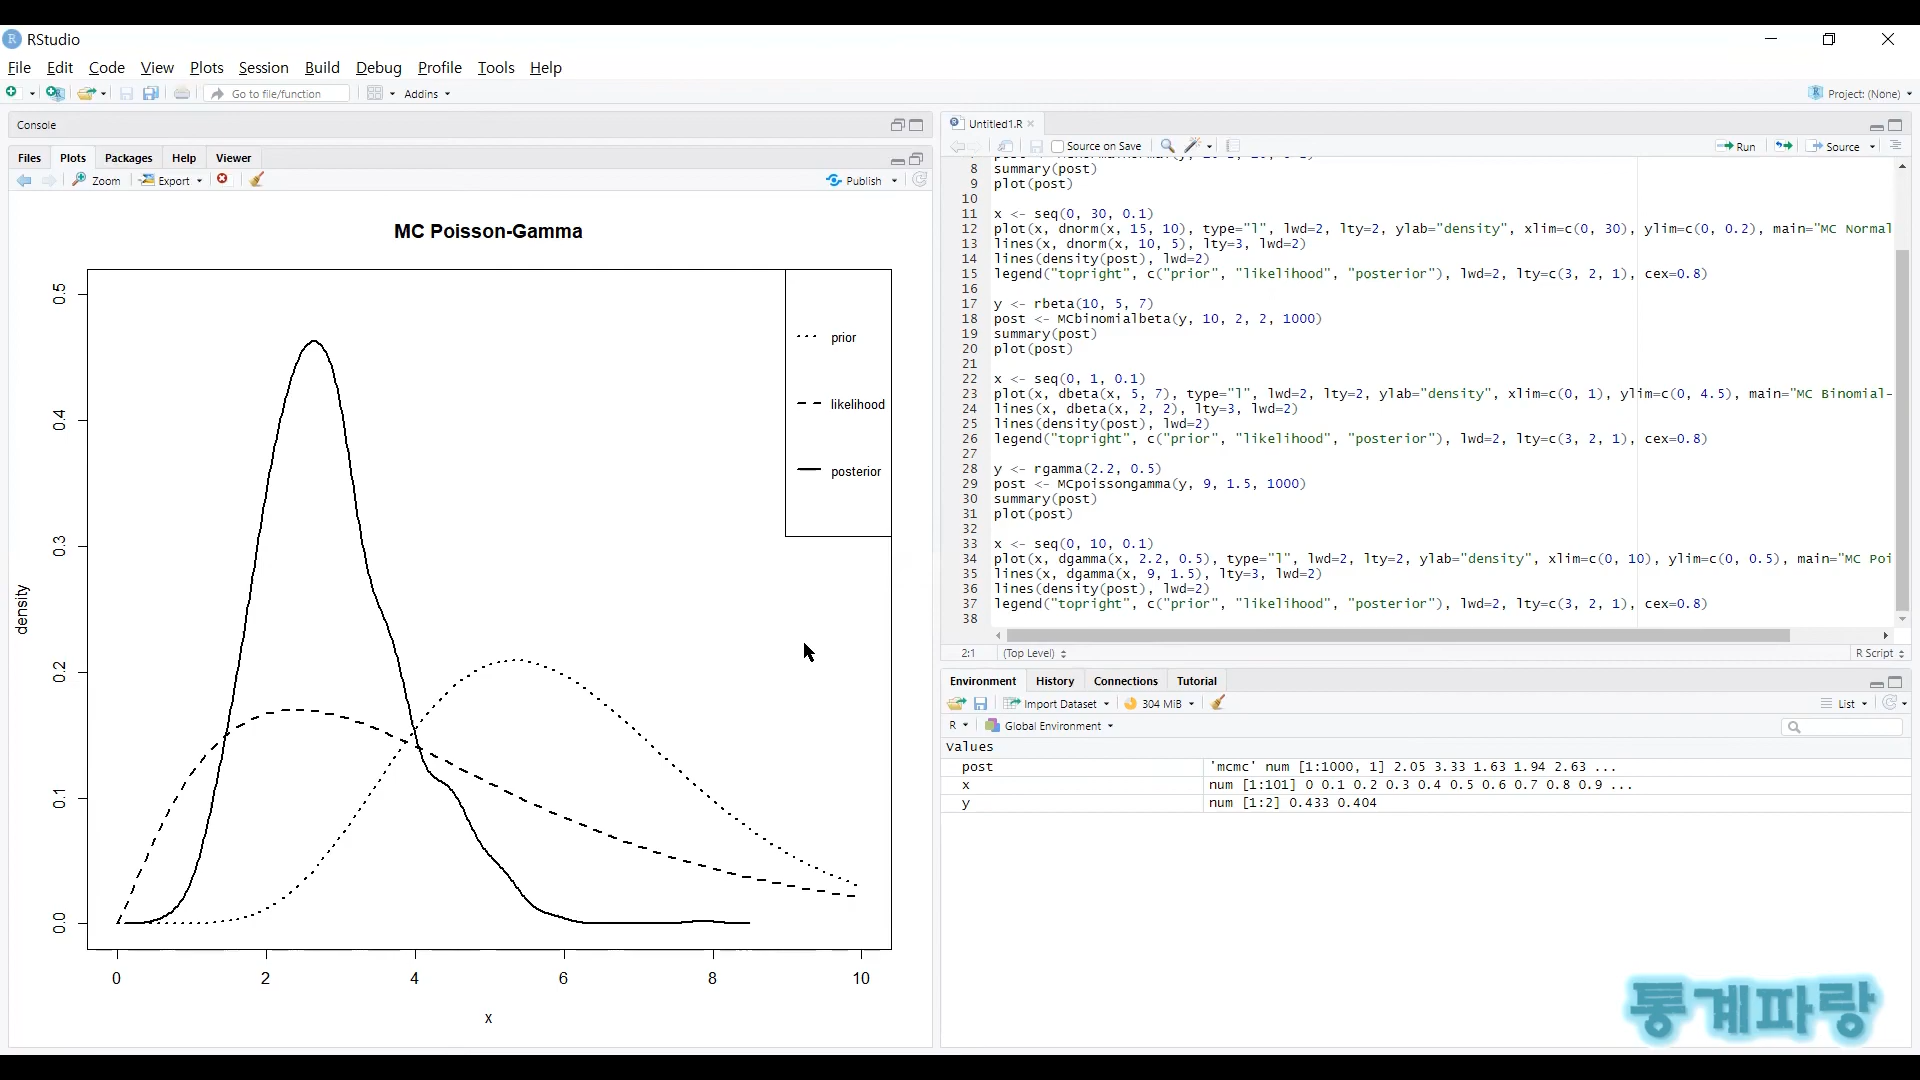 RStudio
File Edit Code View Plots Session Build Debug Profile Tools Help
Go to file/function Addins Project: (None)
Console
Files Plots Packages Help Viewer
Zoom Export Publish
MC Poisson-Gamma
prior
likelihood
posterior
density
0.5
0.4
0.3
0.2
0.1
0.0
0 2 4 6 8 10
x
Untitled1.R
Source on Save Run Source
8 summary(post)
9 plot(post)
10
11 x <- seq(0, 30, 0.1)
12 plot(x, dnorm(x, 15, 10), type="l", lwd=2, lty=2, ylab="density", xlim=c(0, 30), ylim=c(0, 0.2), main="MC Normal
13 lines(x, dnorm(x, 10, 5), lty=3, lwd=2)
14 lines(density(post), lwd=2)
15 legend("topright", c("prior", "likelihood", "posterior"), lwd=2, lty=c(3, 2, 1), cex=0.8)
16
17 y <- rbeta(10, 5, 7)
18 post <- MCbinomialbeta(y, 10, 2, 2, 1000)
19 summary(post)
20 plot(post)
21
22 x <- seq(0, 1, 0.1)
23 plot(x, dbeta(x, 5, 7), type="l", lwd=2, lty=2, ylab="density", xlim=c(0, 1), ylim=c(0, 4.5), main="MC Binomial-
24 lines(x, dbeta(x, 2, 2), lty=3, lwd=2)
25 lines(density(post), lwd=2)
26 legend("topright", c("prior", "likelihood", "posterior"), lwd=2, lty=c(3, 2, 1), cex=0.8)
27
28 y <- rgamma(2.2, 0.5)
29 post <- MCpoissongamma(y, 9, 1.5, 1000)
30 summary(post)
31 plot(post)
32
33 x <- seq(0, 10, 0.1)
34 plot(x, dgamma(x, 2.2, 0.5), type="l", lwd=2, lty=2, ylab="density", xlim=c(0, 10), ylim=c(0, 0.5), main="MC Poi
35 lines(x, dgamma(x, 9, 1.5), lty=3, lwd=2)
36 lines(density(post), lwd=2)
37 legend("topright", c("prior", "likelihood", "posterior"), lwd=2, lty=c(3, 2, 1), cex=0.8)
38
2:1 (Top Level) R Script
Environment History Connections Tutorial
Import Dataset 304 MiB List
R Global Environment
Values
post 'mcmc' num [1:1000, 1] 2.05 3.33 1.63 1.94 2.63 ...
x num [1:101] 0 0.1 0.2 0.3 0.4 0.5 0.6 0.7 0.8 0.9 ...
y num [1:2] 0.433 0.404
통계파랑